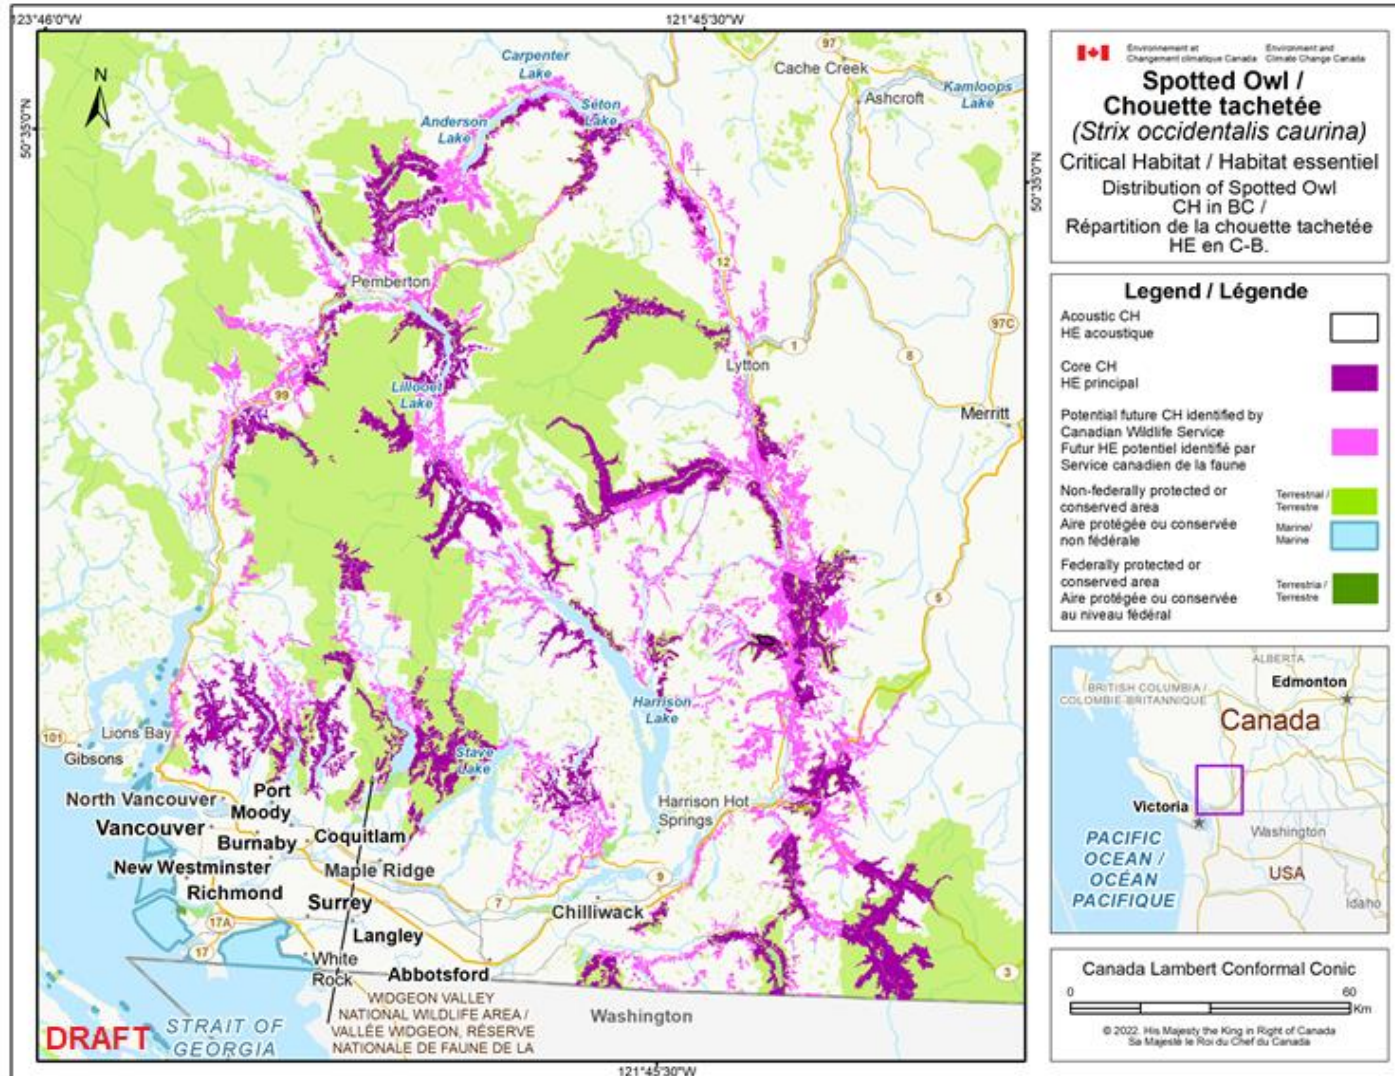 123°46'0"W
121°45'30"W
50°35'0"N
N
Carpenter
Lake
Anderson
Lake
Seton
Lake
97
Cache Creek
Ashcroft
Kamloops
Lake
Pemberton
12
97C
1
8
Lytton
Merritt
99
Lillooet
Lake
5
Harrison
Lake
101
Lions Bay
Gibsons
Stave
Lake
North Vancouver
Port
Moody
Harrison Hot
Springs
Vancouver
Burnaby
Coquitlam
New Westminster
Maple Ridge
Richmond
9
7
Surrey
Chilliwack
17A
17
Langley
White
Rock
Abbotsford
3
WIDGEON VALLEY
NATIONAL WILDLIFE AREA /
VALLÉE WIDGEON, RÉSERVE
NATIONALE DE FAUNE DE LA
Washington
DRAFT
STRAIT OF
GEORGIA
121°45'30"W
50°35'0"N
Environnement et
Changement climatique Canada
Environment and
Climate Change Canada
Spotted Owl /
Chouette tachetée
(Strix occidentalis caurina)
Critical Habitat / Habitat essentiel
Distribution of Spotted Owl
CH in BC /
Répartition de la chouette tachetée
HE en C-B.
Legend / Légende
Acoustic CH
HE acoustique
Core CH
HE principal
Potential future CH identified by
Canadian Wildlife Service
Futur HE potentiel identifié par
Service canadien de la faune
Non-federally protected or
conserved area
Aire protégée ou conservée
non fédérale
Terrestrial /
Terrestre
Marine/
Marine
Federally protected or
conserved area
Aire protégée ou conservée
au niveau fédéral
Terrestria /
Terrestre
ALBERTA
BRITISH COLUMBIA /
COLOMBIE-BRITANNIQUE
Edmonton
Canada
Victoria
Washington
PACIFIC
OCEAN /
OCÉAN
PACIFIQUE
USA
Idaho
Canada Lambert Conformal Conic
0
60
Km
© 2022. His Majesty the King in Right of Canada
Sa Majesté le Roi du Chef du Canada